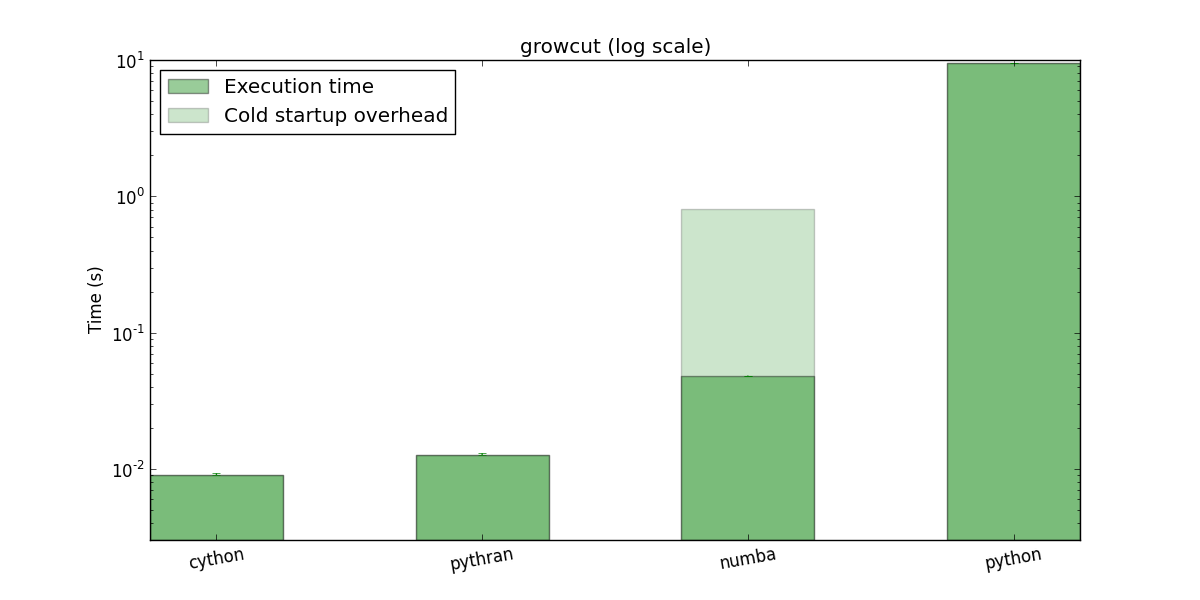 growcut (log scale)
Execution time
Cold startup overhead
Time (s)
10^1
10^0
10^-1
10^-2
cython
pythran
numba
python